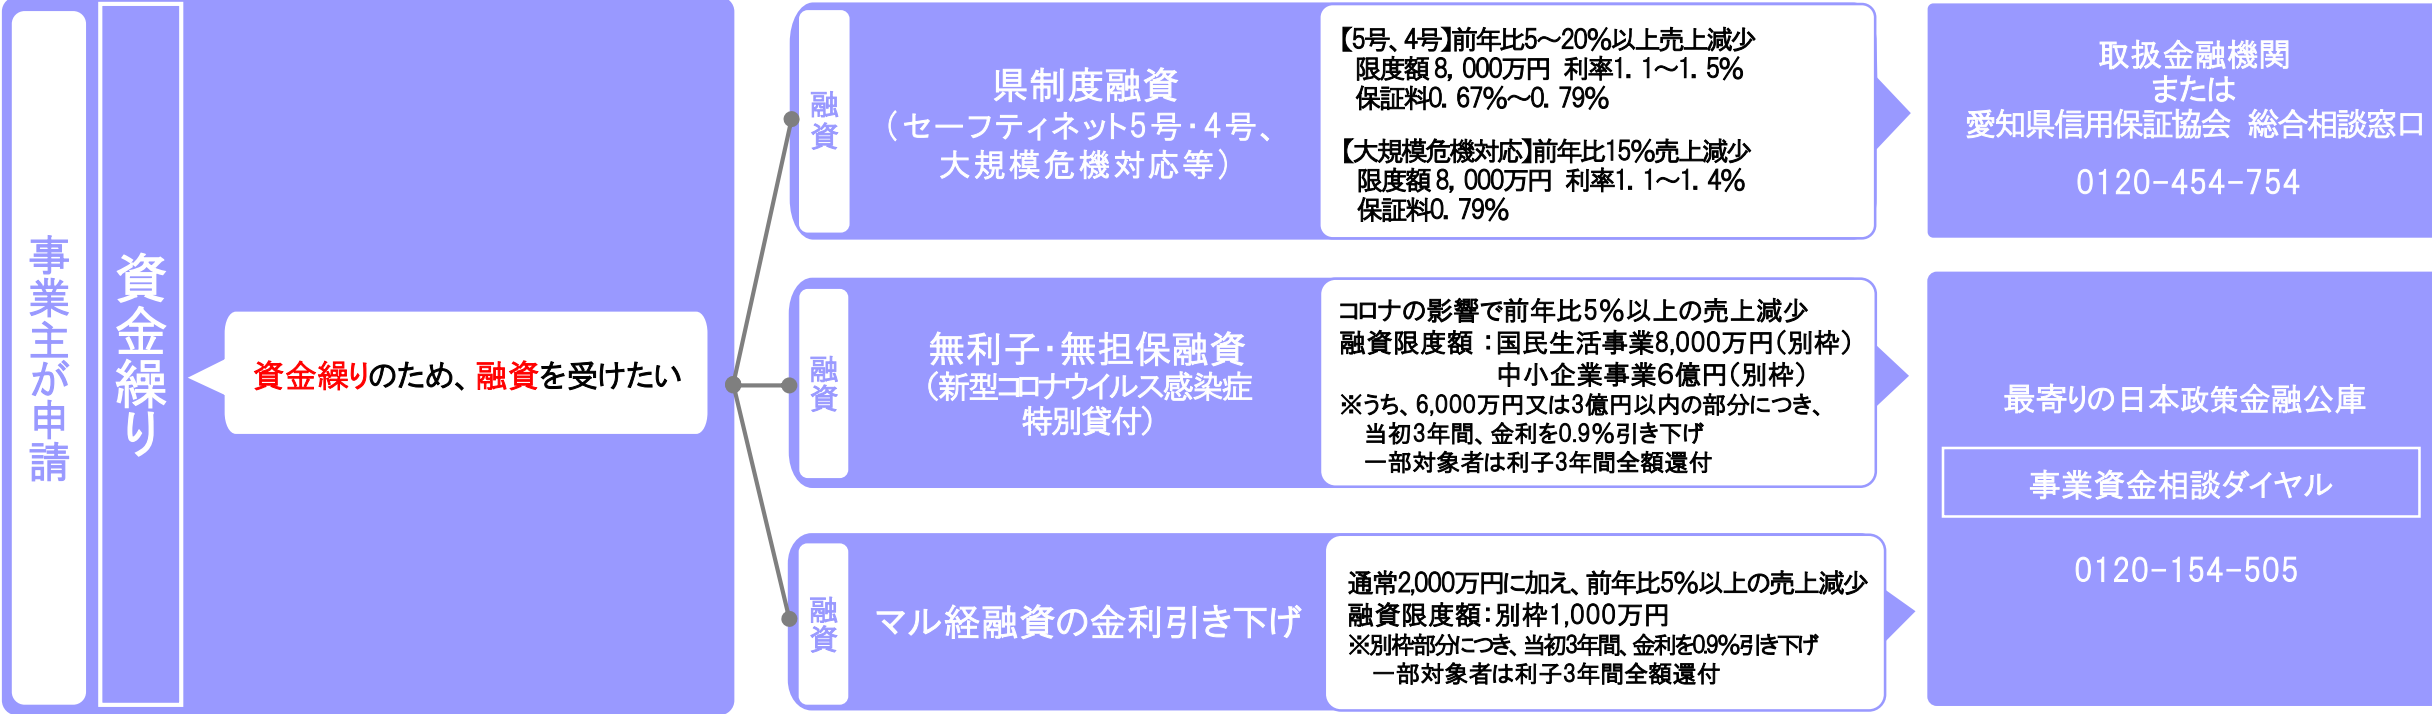 事業主が申請
資金繰り
資金繰りのため、融資を受けたい
融資
県制度融資
（セーフティネット5号・4号、
大規模危機対応等）
【5号、4号】前年比5～20％以上売上減少
限度額８，０００万円　利率１．１～１．５％
保証料０．６７％～０．７９％
【大規模危機対応】前年比15％売上減少
限度額８，０００万円　利率１．１～１．４％
保証料０．７９％
取扱金融機関
または
愛知県信用保証協会　総合相談窓口
0120-454-754
融資
無利子・無担保融資
（新型コロナウイルス感染症
特別貸付）
コロナの影響で前年比5％以上の売上減少
融資限度額：国民生活事業8,000万円（別枠）
中小企業事業６億円（別枠）
※うち、6,000万円又は3億円以内の部分につき、
当初3年間、金利を0.9％引き下げ
一部対象者は利子3年間全額還付
融資
マル経融資の金利引き下げ
通常2,000万円に加え、前年比5％以上の売上減少
融資限度額：別枠1,000万円
※別枠部分につき、当初3年間、金利を0.9％引き下げ
一部対象者は利子3年間全額還付
最寄りの日本政策金融公庫
事業資金相談ダイヤル
0120-154-505